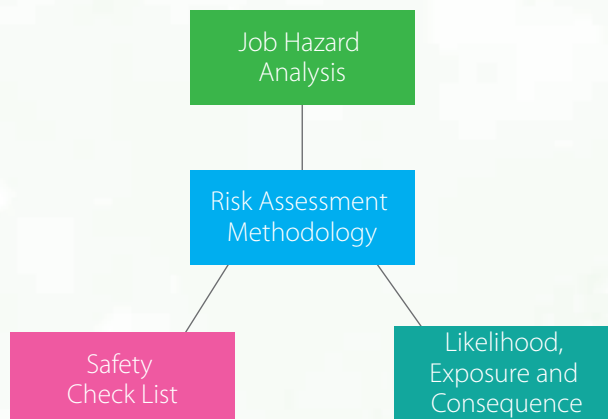 Job Hazard
Analysis
Risk Assessment
Methodology
Safety
Check List
Likelihood,
Exposure and
Consequence